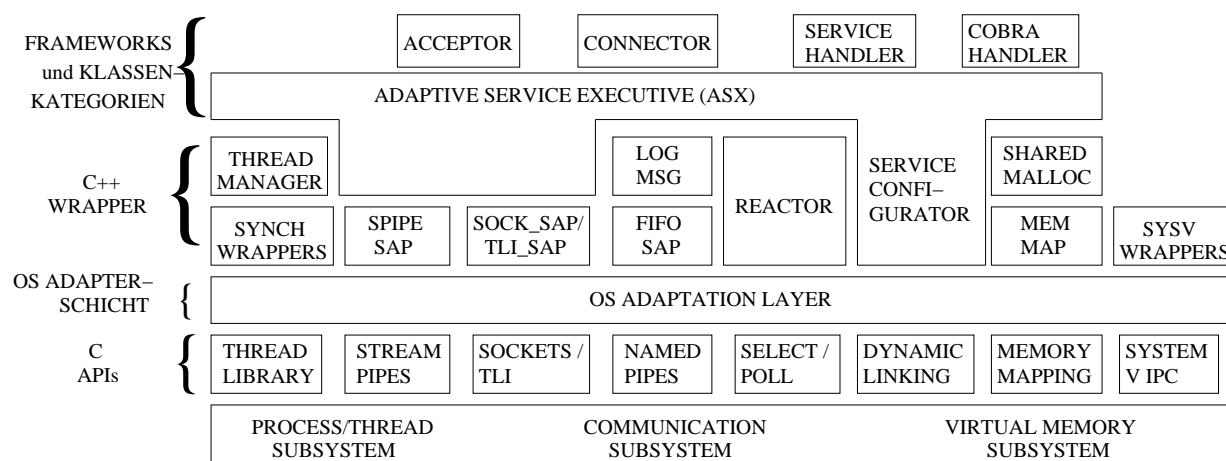 FRAMEWORKS
und KLASSEN–
KATEGORIEN
ACCEPTOR
CONNECTOR
SERVICE
HANDLER
COBRA
HANDLER
ADAPTIVE SERVICE EXECUTIVE (ASX)
C++
WRAPPER
THREAD
MANAGER
LOG
MSG
REACTOR
SERVICE
CONFI–
GURATOR
SHARED
MALLOC
SYNCH
WRAPPERS
SPIPE
SAP
SOCK_SAP/
TLI_SAP
FIFO
SAP
MEM
MAP
SYSV
WRAPPERS
OS ADAPTER–
SCHICHT
OS ADAPTATION LAYER
C
APIs
THREAD
LIBRARY
STREAM
PIPES
SOCKETS /
TLI
NAMED
PIPES
SELECT /
POLL
DYNAMIC
LINKING
MEMORY
MAPPING
SYSTEM
V IPC
PROCESS/THREAD
SUBSYSTEM
COMMUNICATION
SUBSYSTEM
VIRTUAL MEMORY
SUBSYSTEM